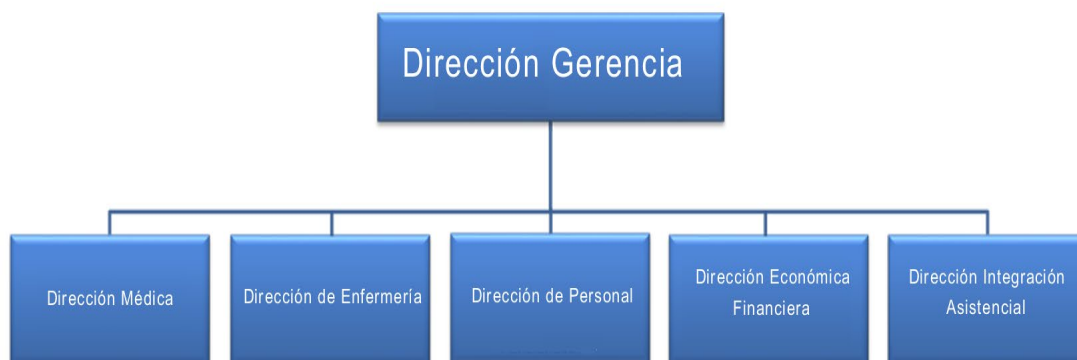 Dirección Gerencia
Dirección Médica
Dirección de Enfermería
Dirección de Personal
Dirección Económica
Financiera
Dirección Integración
Asistencial